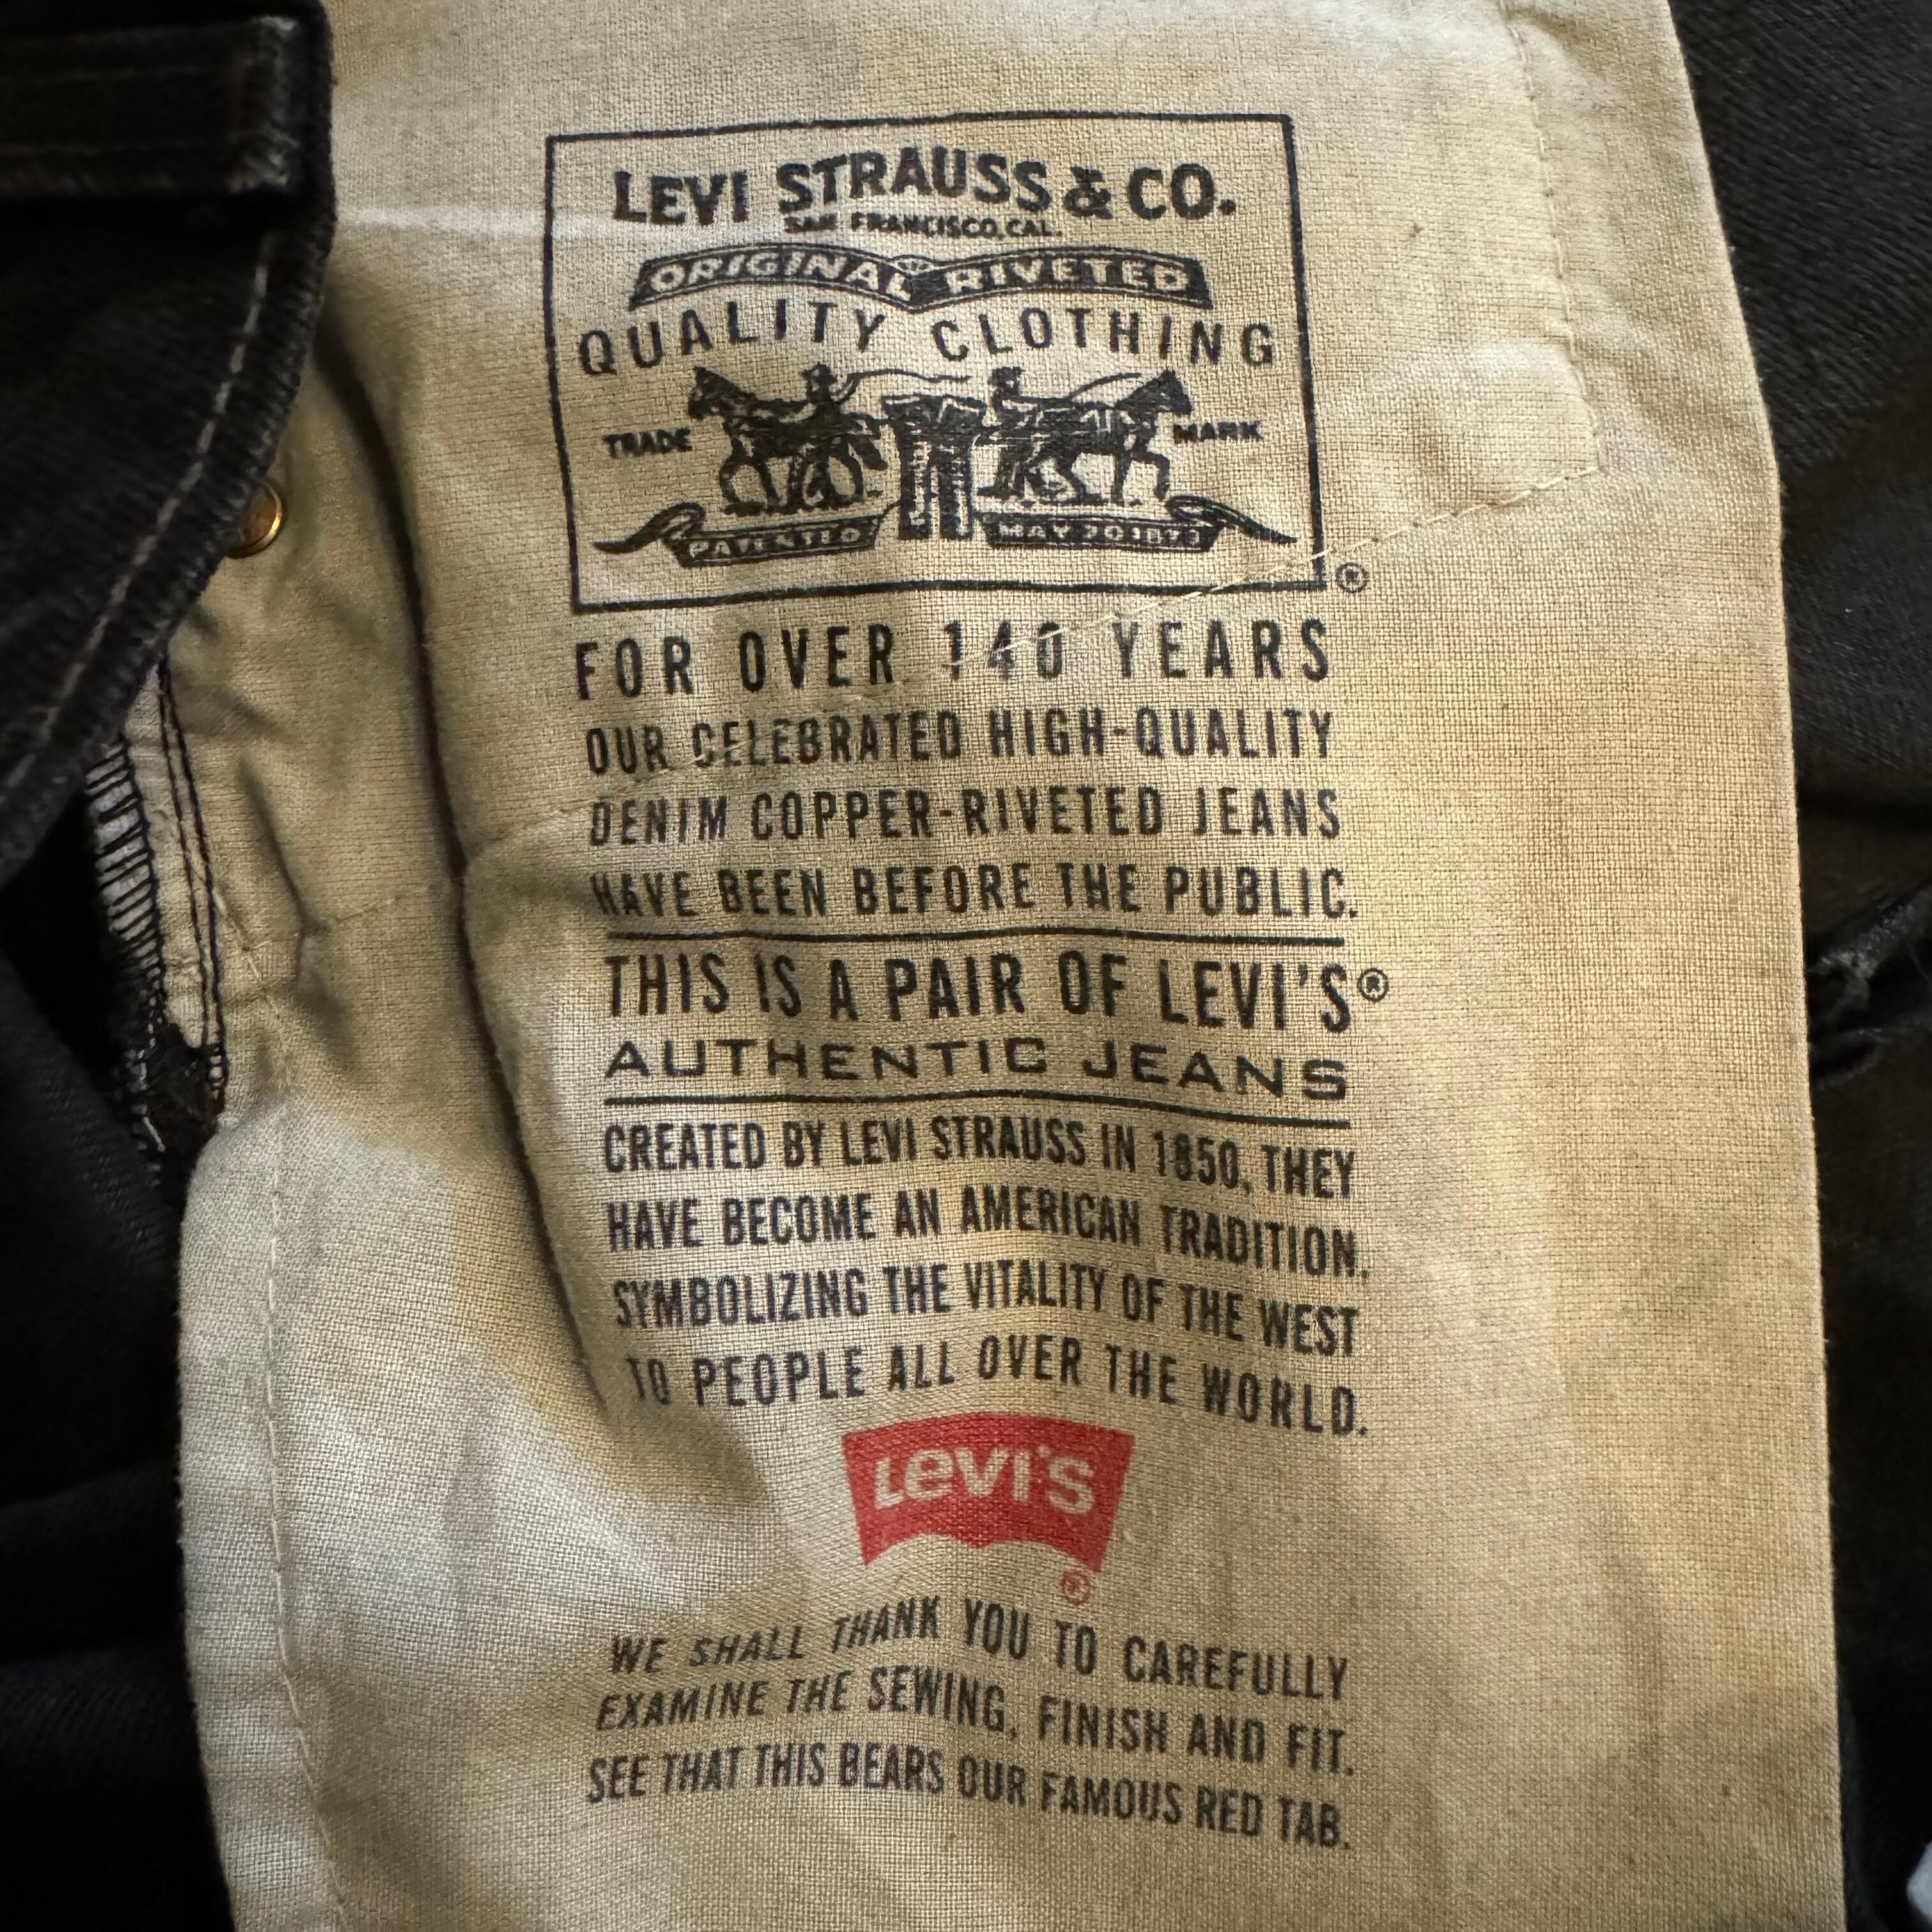 LEVI STRAUSS & CO.
SAN FRANCISCO, CAL.
ORIGINAL RIVETED
QUALITY CLOTHING
TRADE MARK
PATENTED MAY 20 1873
®
FOR OVER 140 YEARS
OUR CELEBRATED HIGH-QUALITY
DENIM COPPER-RIVETED JEANS
HAVE BEEN BEFORE THE PUBLIC.
THIS IS A PAIR OF LEVI'S®
AUTHENTIC JEANS
CREATED BY LEVI STRAUSS IN 1850, THEY
HAVE BECOME AN AMERICAN TRADITION,
SYMBOLIZING THE VITALITY OF THE WEST
TO PEOPLE ALL OVER THE WORLD.
LEVI'S
®
WE SHALL THANK YOU TO CAREFULLY
EXAMINE THE SEWING, FINISH AND FIT.
SEE THAT THIS BEARS OUR FAMOUS RED TAB.